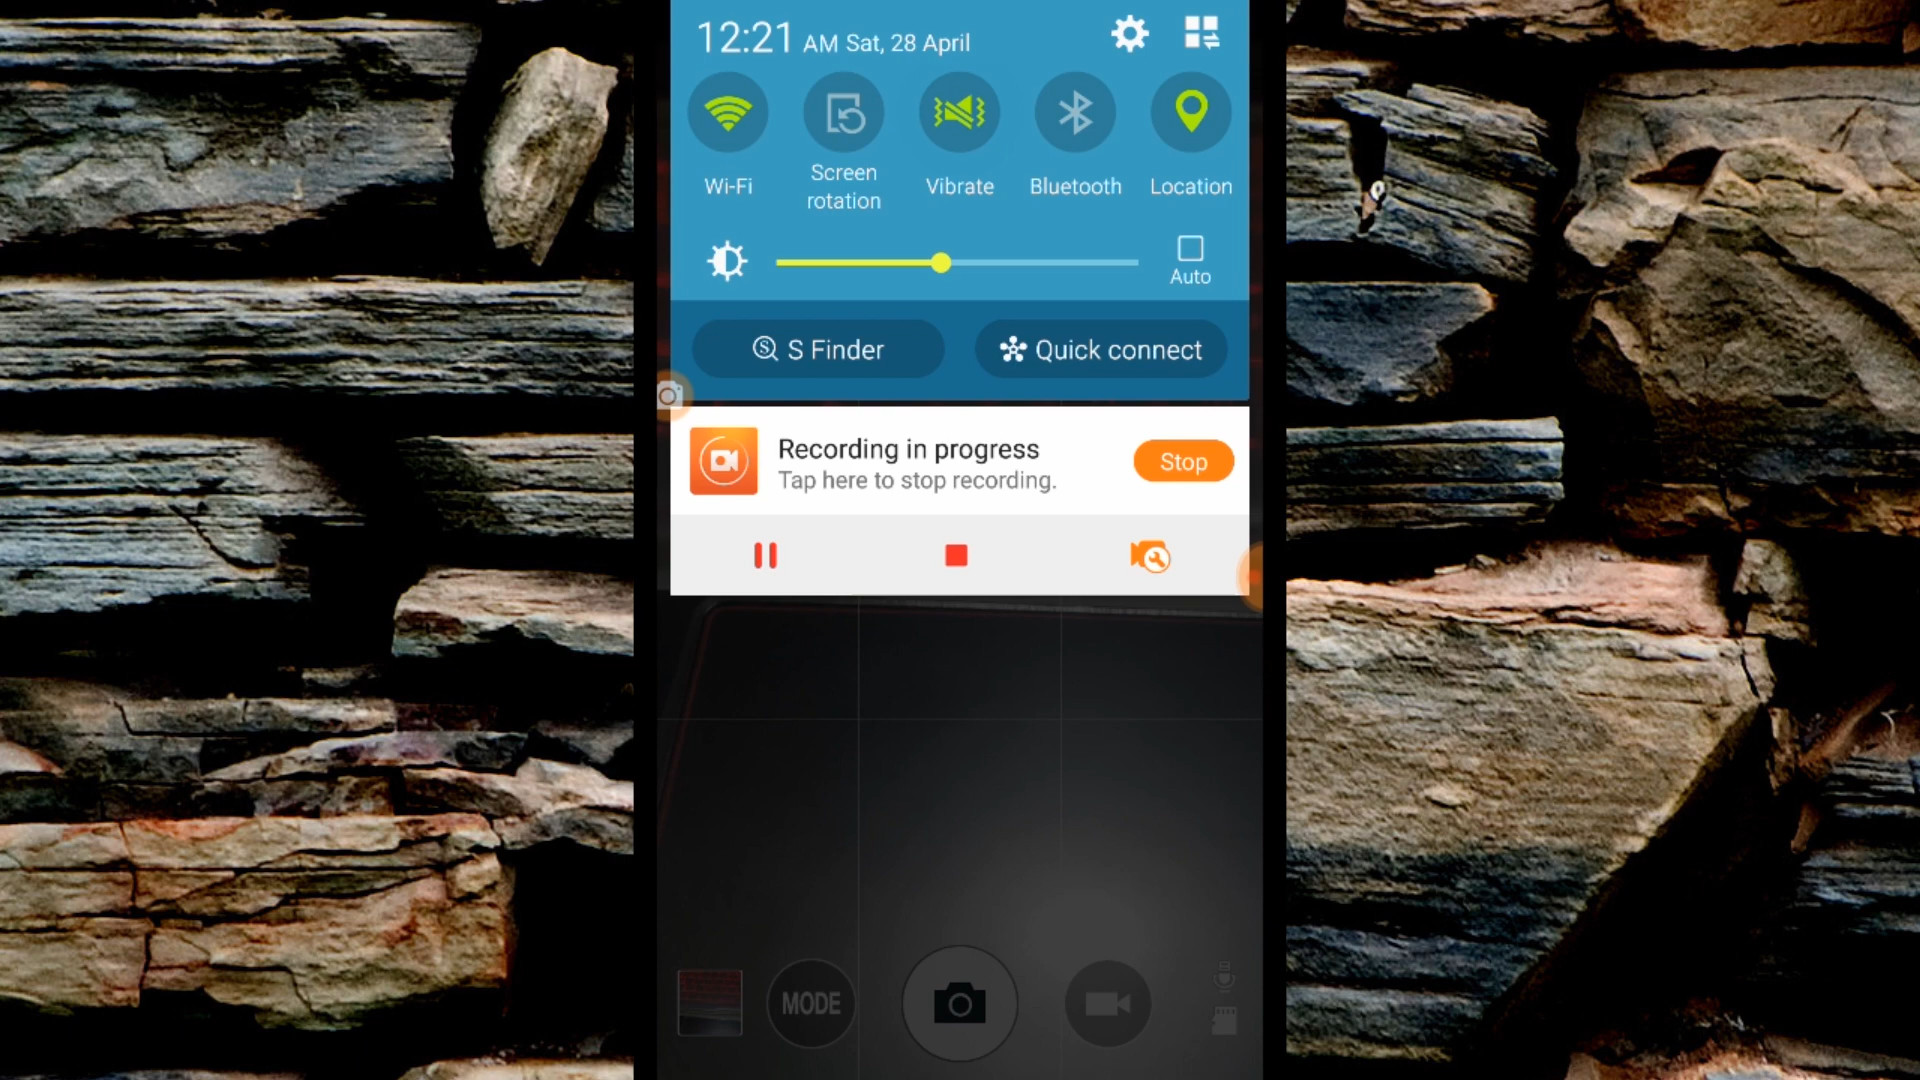 12:21 AM Sat, 28 April
Wi-Fi
Screen
rotation
Vibrate
Bluetooth
Location
Auto
S Finder
Quick connect
Recording in progress
Tap here to stop recording.
Stop
MODE